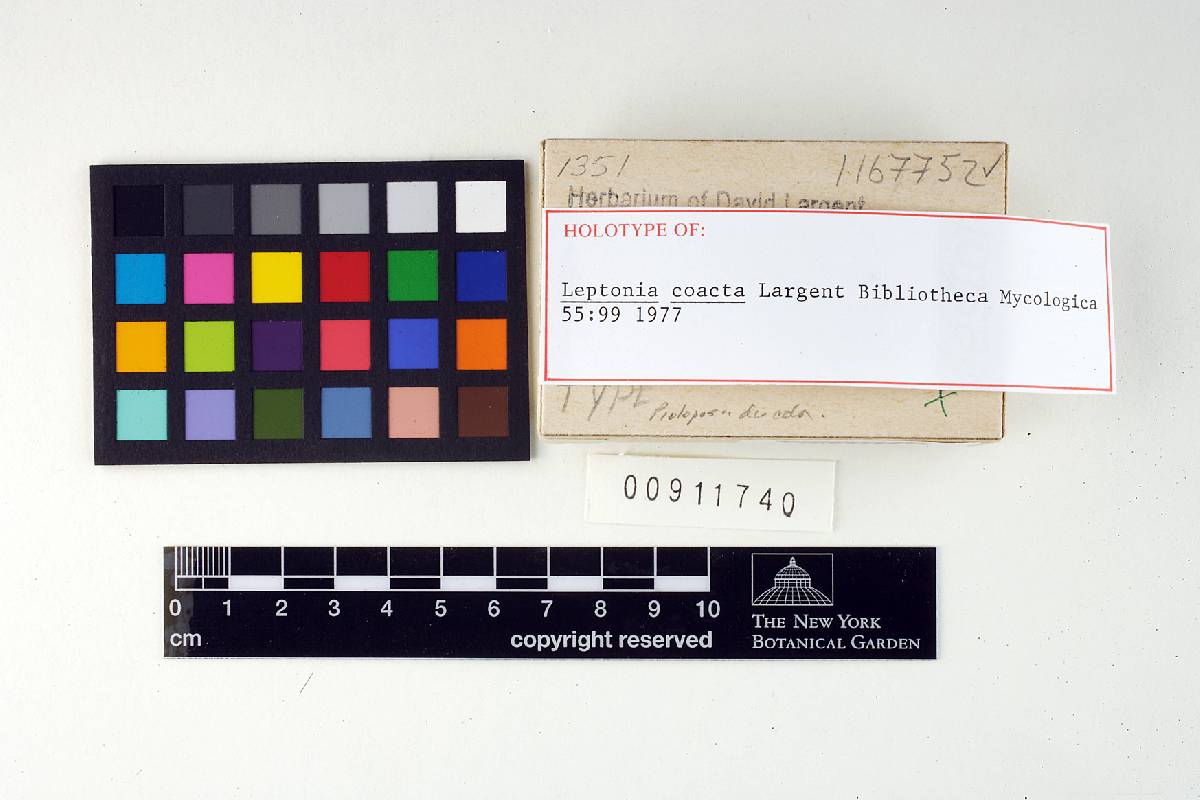 1351 1167752✓
Herbarium of David Largent
HOLOTYPE OF:
Leptonia coacta Largent Bibliotheca Mycologica
55:99 1977
TYPE
00911740
0 1 2 3 4 5 6 7 8 9 10
cm copyright reserved
THE NEW YORK
BOTANICAL GARDEN